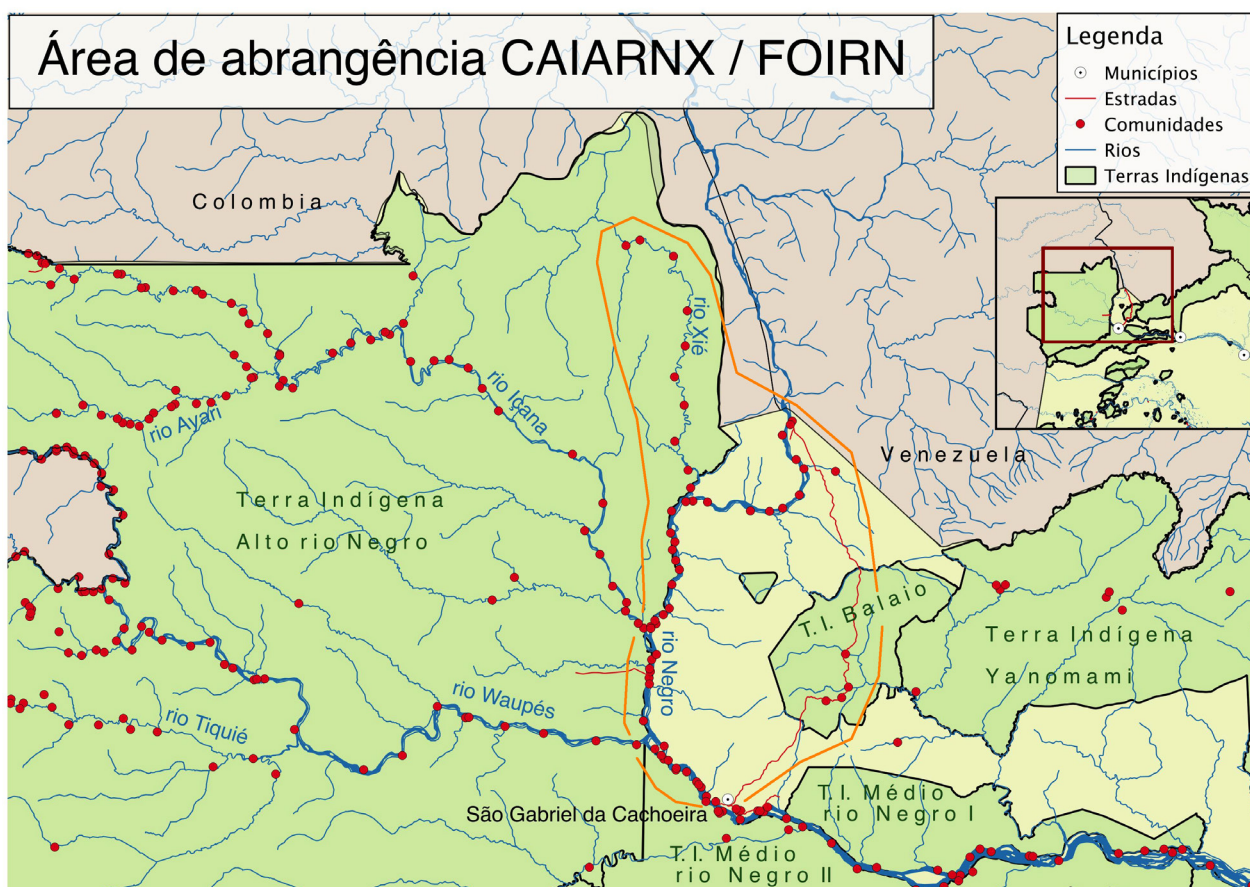 Área de abrangência CAIARNX / FOIRN
Legenda
Municípios
Estradas
Comunidades
Rios
Terras Indígenas
Colombia
rio Xié
rio Içana
rio Ayari
Venezuela
Terra Indígena
Alto rio Negro
T.I. Balaio
Terra Indígena
Yanomami
rio Negro
rio Waupés
rio Tiquié
São Gabriel da Cachoeira
T.I. Médio
rio Negro I
T.I. Médio
rio Negro II